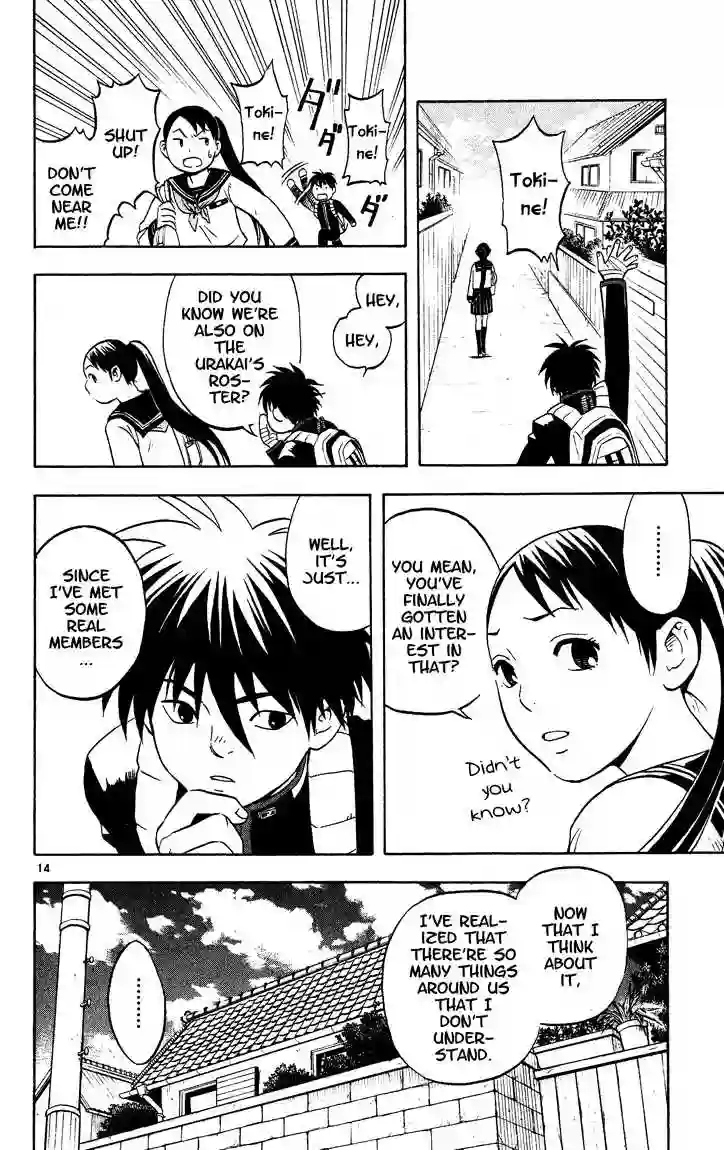 Toki-
ne!
Toki-
ne!
ダダダ
Toki-
ne!
SHUT
UP!
DON'T
COME
NEAR
ME!!
HEY,
HEY,
DID YOU
KNOW WE'RE
ALSO ON
THE
URAKAI'S
ROS-
TER?
........
YOU MEAN,
YOU'VE
FINALLY
GOTTEN
AN INTER-
EST IN
THAT?
Didn't
you
know?
WELL,
IT'S
JUST...
SINCE
I'VE MET
SOME
REAL
MEMBERS
...
14
NOW
THAT I
THINK
ABOUT
IT,
I'VE REAL-
IZED THAT
THERE'RE SO
MANY THINGS
AROUND US
THAT I
DON'T
UNDER-
STAND.
........